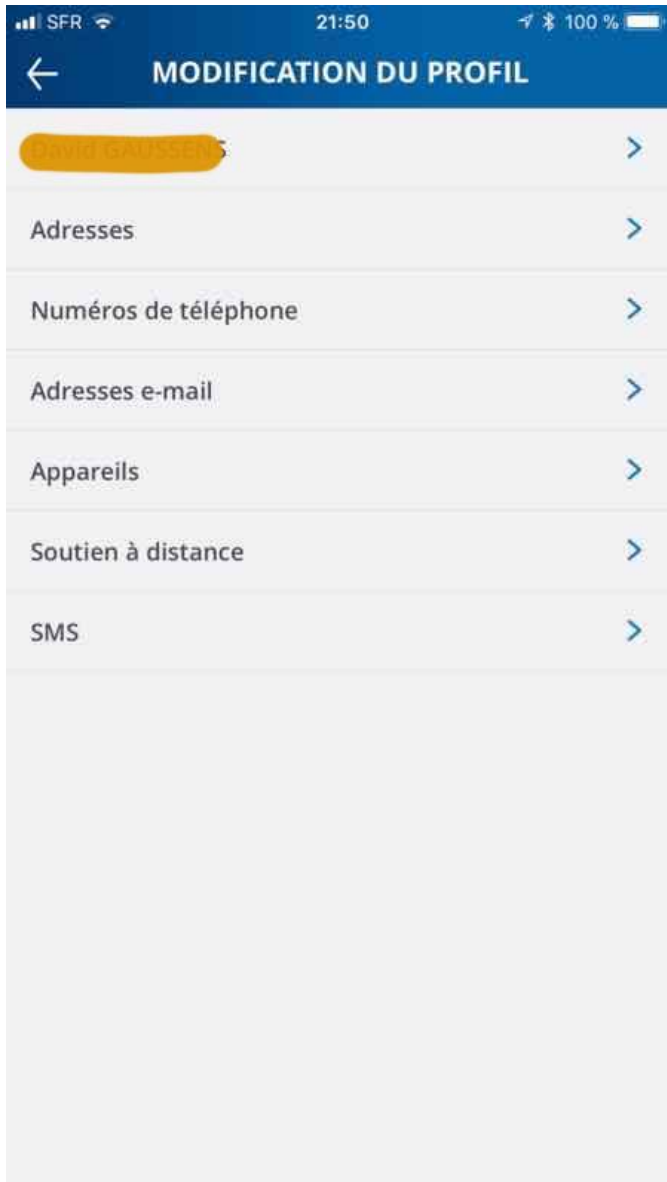 SFR 21:50 100 %
MODIFICATION DU PROFIL
Adresses
Numéros de téléphone
Adresses e-mail
Appareils
Soutien à distance
SMS